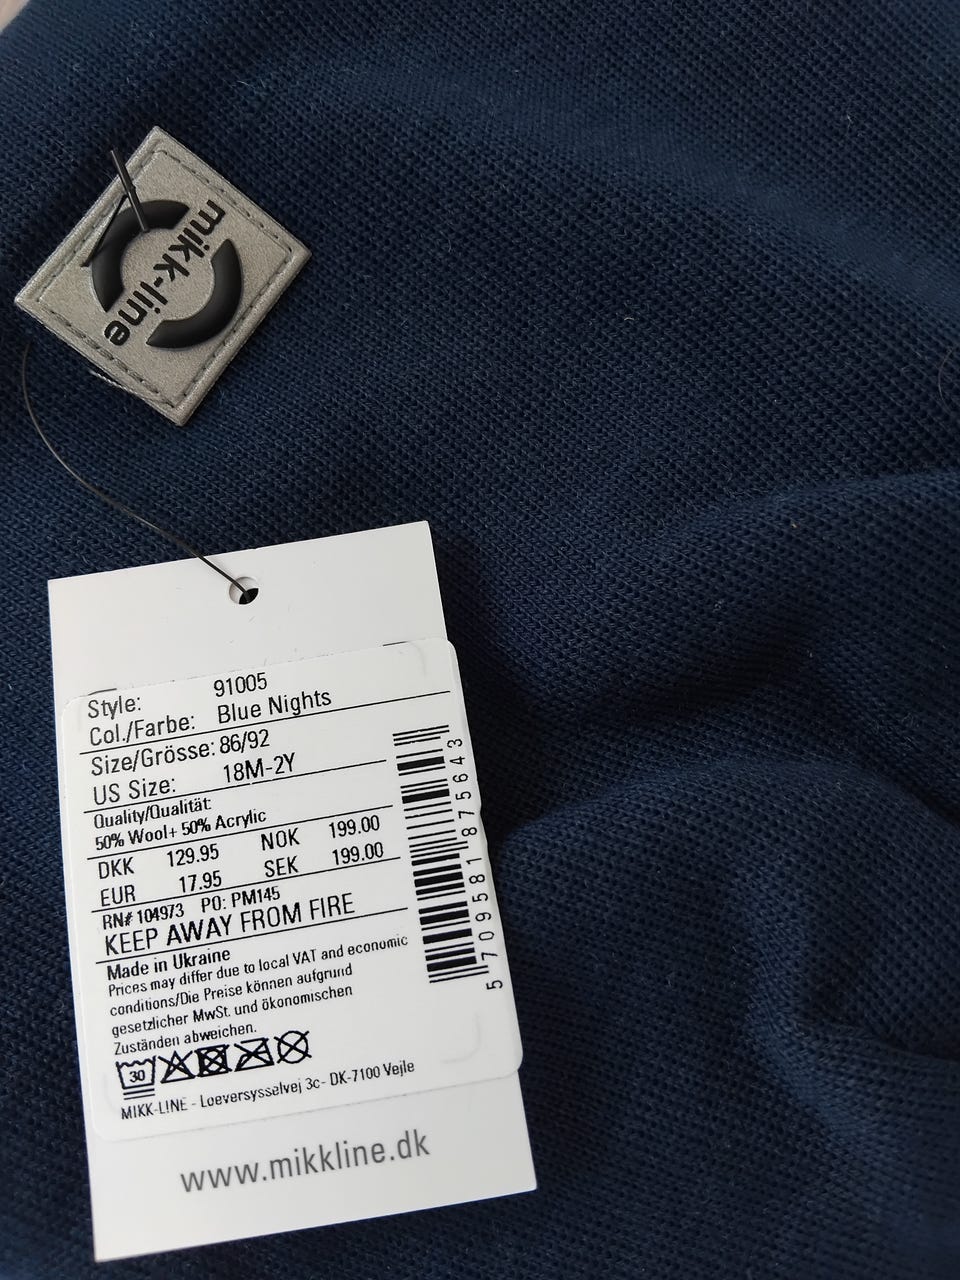 mikk-line
Style: 91005
Col./Farbe: Blue Nights
Size/Grösse: 86/92
US Size: 18M-2Y
Quality/Qualität:
50% Wool+ 50% Acrylic
DKK 129.95 NOK 199.00
EUR 17.95 SEK 199.00
RN# 104973 PO: PM145
KEEP AWAY FROM FIRE
Made in Ukraine
Prices may differ due to local VAT and economic
conditions/Die Preise können aufgrund
gesetzlicher MwSt. und ökonomischen
Zuständen abweichen.
30
MIKK-LINE - Loeversysselvej 3c- DK-7100 Vejle
5 709581 875643
www.mikkline.dk